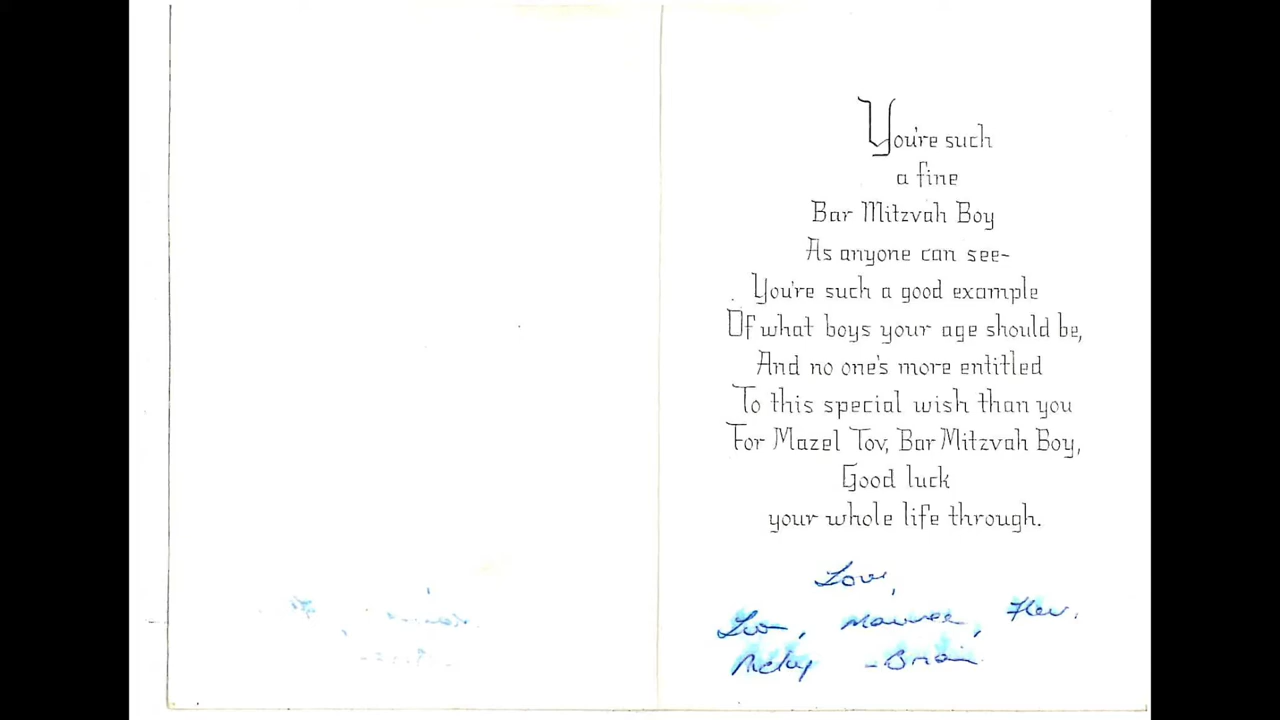 You're such
a fine
Bar Mitzvah Boy
As anyone can see-
You're such a good example
Of what boys your age should be,
And no one's more entitled
To this special wish than you
For Mazel Tov, Bar Mitzvah Boy,
Good luck
your whole life through.
Love,
Ricky - Brian